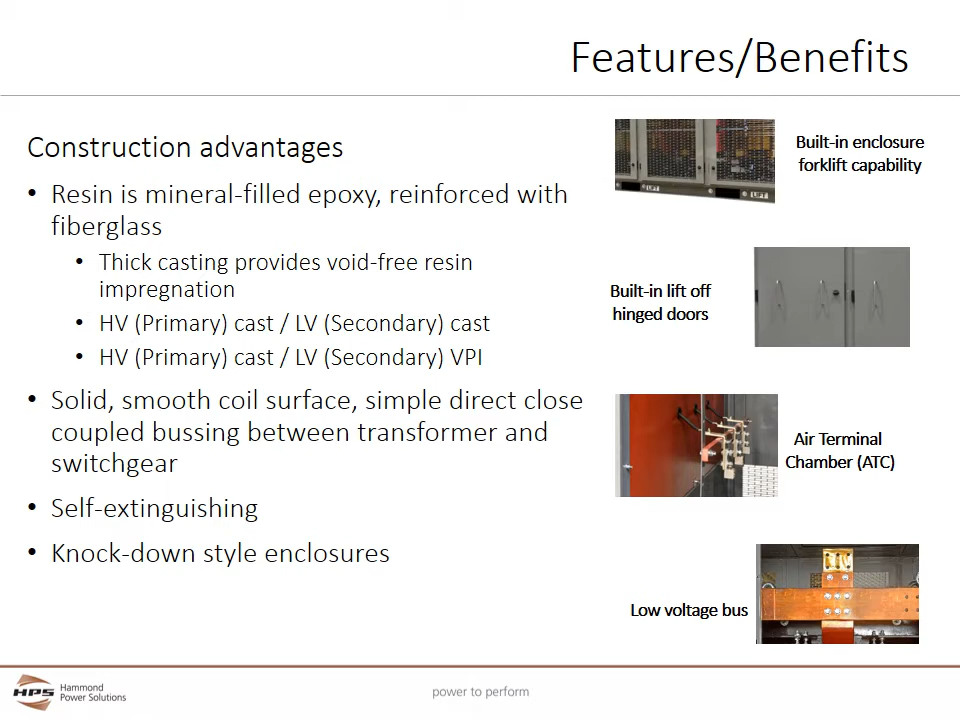 Features/Benefits
Construction advantages
• Resin is mineral-filled epoxy, reinforced with
fiberglass
• Thick casting provides void-free resin
impregnation
• HV (Primary) cast / LV (Secondary) cast
• HV (Primary) cast / LV (Secondary) VPI
• Solid, smooth coil surface, simple direct close
coupled bussing between transformer and
switchgear
• Self-extinguishing
• Knock-down style enclosures
LIFT
LIFT
Built-in enclosure
forklift capability
Built-in lift off
hinged doors
Air Terminal
Chamber (ATC)
Low voltage bus
HPS
Hammond
Power Solutions
power to perform